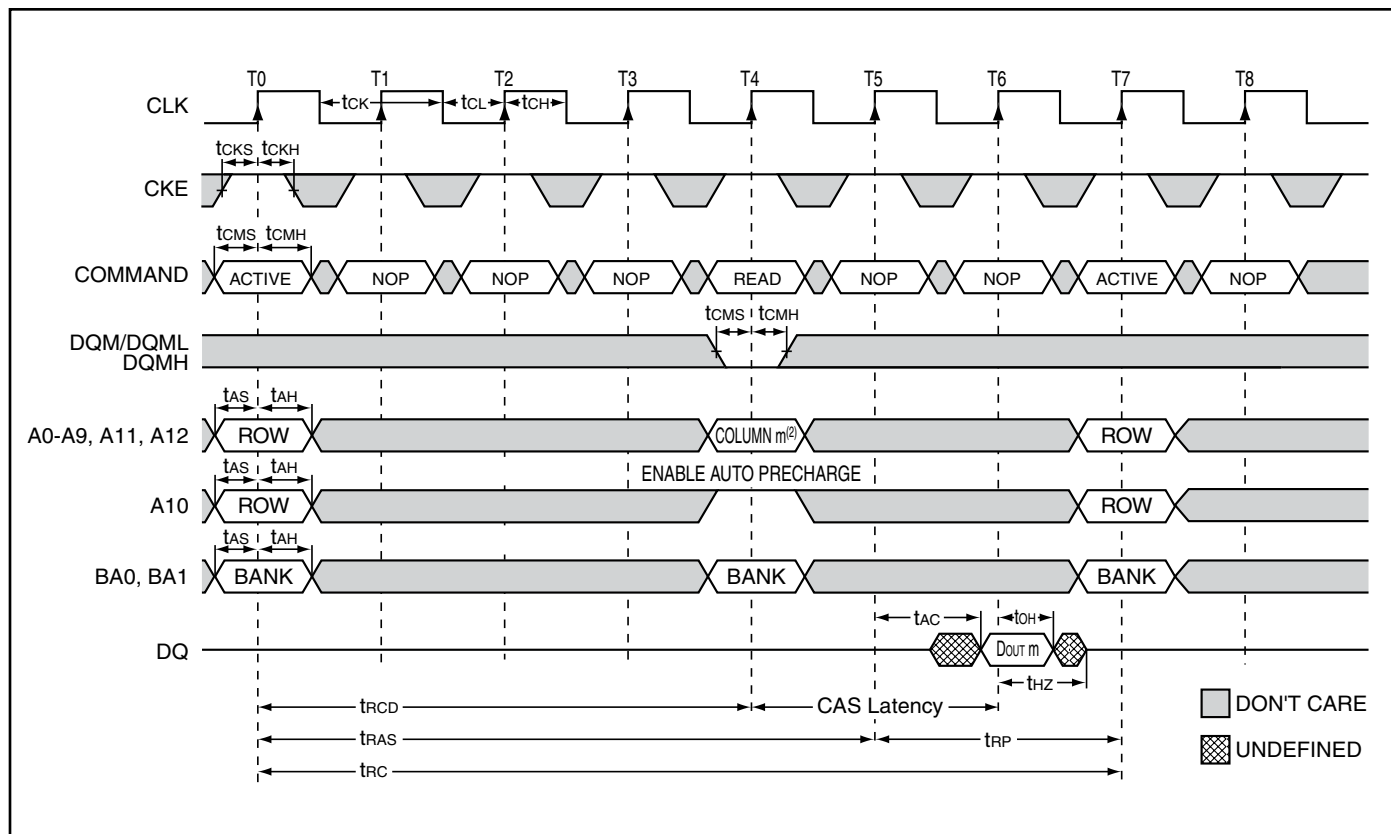 T0 T1 T2 T3 T4 T5 T6 T7 T8
CLK
tCK tCL tCH
tCKS tCKH
CKE
tCMS tCMH
COMMAND ACTIVE NOP NOP NOP READ NOP NOP ACTIVE NOP
tCMS tCMH
DQM/DQML
DQMH
tAS tAH
A0-A9, A11, A12 ROW COLUMN m(2) ROW
tAS tAH
ENABLE AUTO PRECHARGE
A10 ROW ROW
tAS tAH
BA0, BA1 BANK BANK BANK
tAC tOH
DQ DOUT m
tHZ
tRCD CAS Latency
DON'T CARE
tRAS tRP
UNDEFINED
tRC